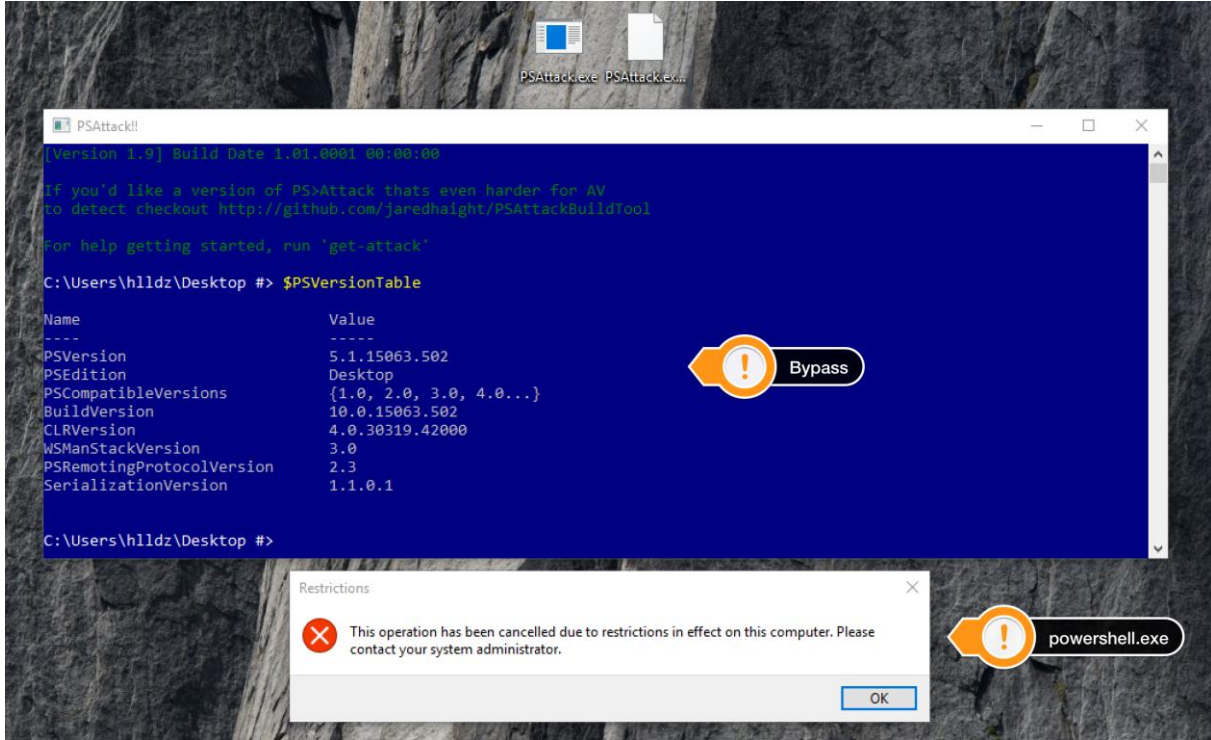 PSAttack.exe PSAttack.ex...
PSAttack!!
[Version 1.9] Build Date 1.01.0001 00:00:00
If you'd like a version of PS>Attack thats even harder for AV
to detect checkout http://github.com/jaredhaight/PSAttackBuildTool
For help getting started, run 'get-attack'
C:\Users\hlldz\Desktop #> $PSVersionTable
Name Value
---- -----
PSVersion 5.1.15063.502
PSEdition Desktop
PSCompatibleVersions {1.0, 2.0, 3.0, 4.0...}
BuildVersion 10.0.15063.502
CLRVersion 4.0.30319.42000
WSManStackVersion 3.0
PSRemotingProtocolVersion 2.3
SerializationVersion 1.1.0.1
Bypass
C:\Users\hlldz\Desktop #>
Restrictions
This operation has been cancelled due to restrictions in effect on this computer. Please
contact your system administrator.
OK
powershell.exe